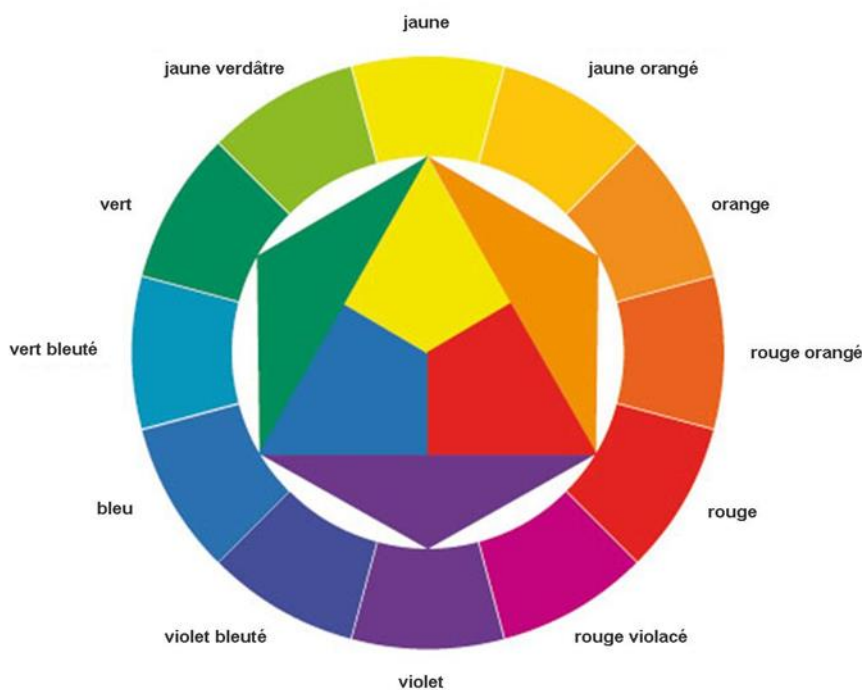 jaune
jaune verdâtre
jaune orangé
vert
orange
vert bleuté
rouge orangé
bleu
rouge
violet bleuté
rouge violacé
violet